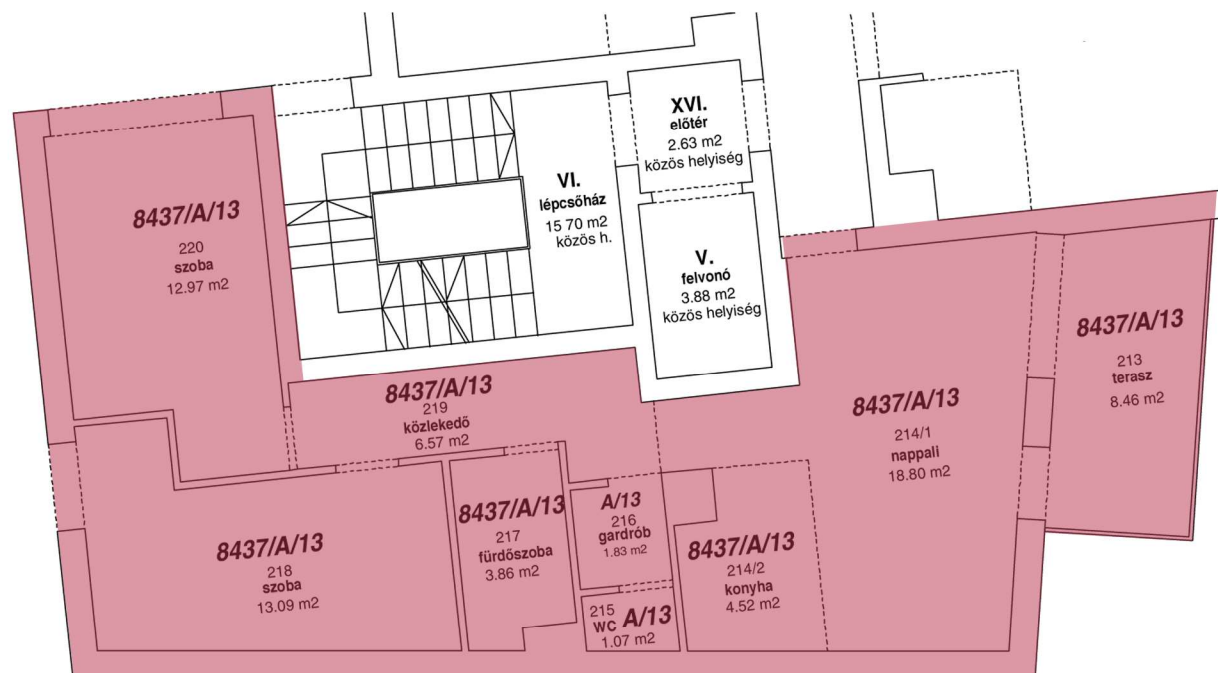 XVI.
előtér
2.63 m2
közös helyiség
VI.
lépcsőház
15 70 m2
közös h.
V.
felvonó
3.88 m2
közös helyiség
8437/A/13
220
szoba
12.97 m2
8437/A/13
213
terasz
8.46 m2
8437/A/13
219
közlekedő
6.57 m2
8437/A/13
214/1
nappali
18.80 m2
8437/A/13
218
szoba
13.09 m2
8437/A/13
217
fürdőszoba
3.86 m2
A/13
216
gardrób
1.83 m2
8437/A/13
214/2
konyha
4.52 m2
215
WC A/13
1.07 m2